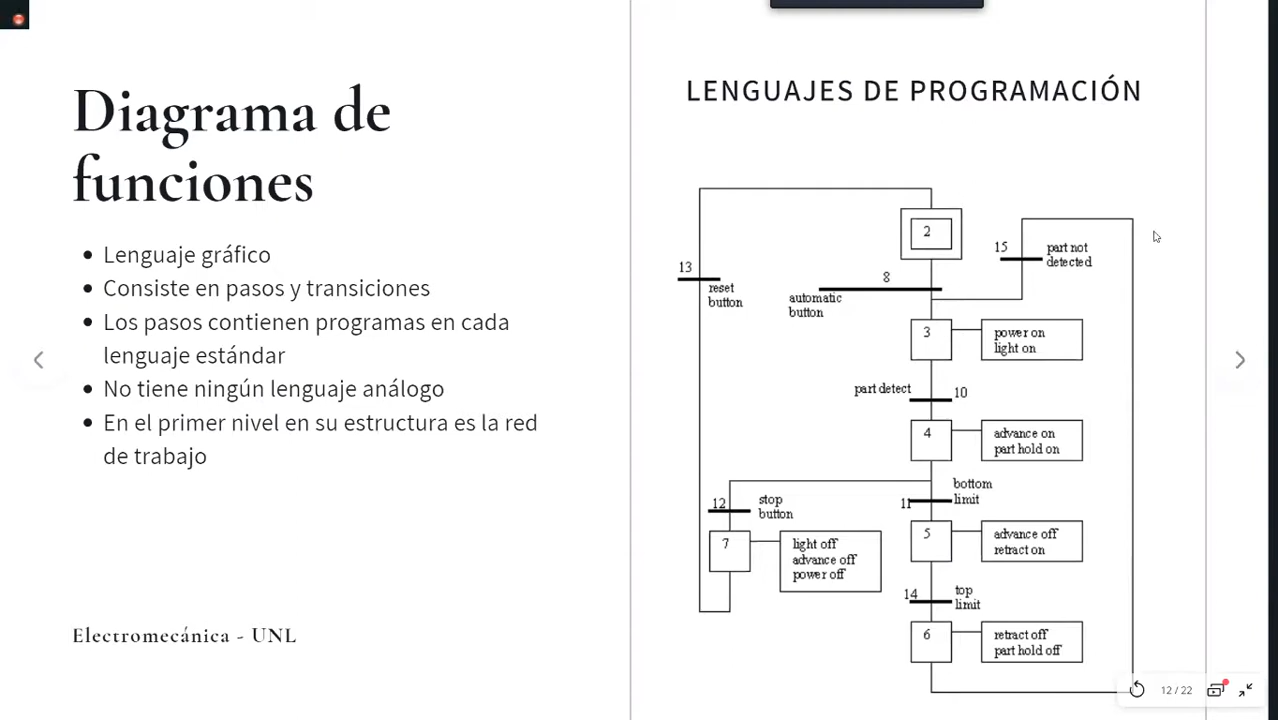 Diagrama de
funciones
Lenguaje gráfico
Consiste en pasos y transiciones
Los pasos contienen programas en cada
lenguaje estándar
No tiene ningún lenguaje análogo
En el primer nivel en su estructura es la red
de trabajo
Electromecánica - UNL
LENGUAJES DE PROGRAMACIÓN
2
15
part not
detected
13
reset
button
8
automatic
button
3
power on
light on
part detect
10
4
advance on
part hold on
12
stop
button
11
bottom
limit
7
light off
advance off
power off
5
advance off
retract on
14
top
limit
6
retract off
part hold off
12 / 22